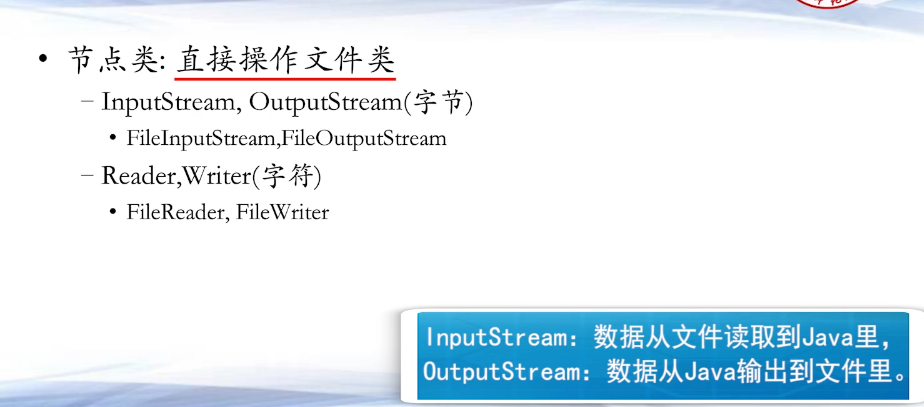 • 节点类: 直接操作文件类
– InputStream, OutputStream(字节)
• FileInputStream,FileOutputStream
– Reader,Writer(字符)
• FileReader, FileWriter
InputStream：数据从文件读取到Java里，
OutputStream：数据从Java输出到文件里。